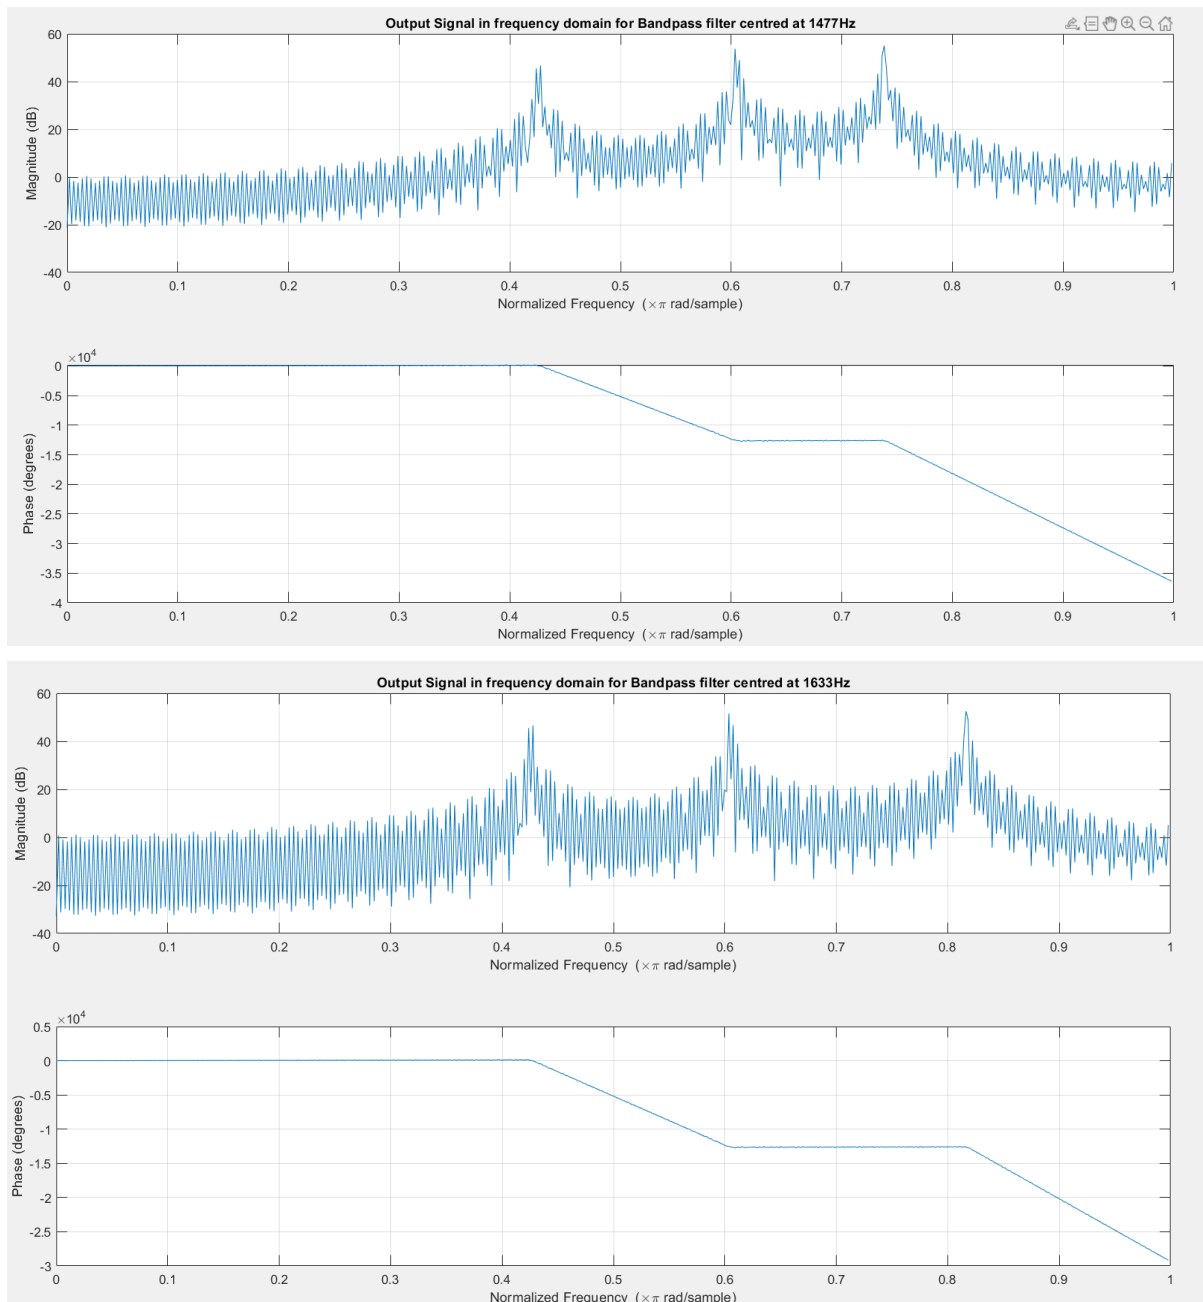 Output Signal in frequency domain for Bandpass filter centred at 1477Hz
60
40
20
0
-20
-40
Magnitude (dB)
0 0.1 0.2 0.3 0.4 0.5 0.6 0.7 0.8 0.9 1
Normalized Frequency (×π rad/sample)
×10⁴
0
-0.5
-1
-1.5
-2
-2.5
-3
-3.5
-4
Phase (degrees)
0 0.1 0.2 0.3 0.4 0.5 0.6 0.7 0.8 0.9 1
Normalized Frequency (×π rad/sample)
Output Signal in frequency domain for Bandpass filter centred at 1633Hz
60
40
20
0
-20
-40
Magnitude (dB)
0 0.1 0.2 0.3 0.4 0.5 0.6 0.7 0.8 0.9 1
Normalized Frequency (×π rad/sample)
×10⁴
0.5
0
-0.5
-1
-1.5
-2
-2.5
-3
Phase (degrees)
0 0.1 0.2 0.3 0.4 0.5 0.6 0.7 0.8 0.9 1
Normalized Frequency (×π rad/sample)